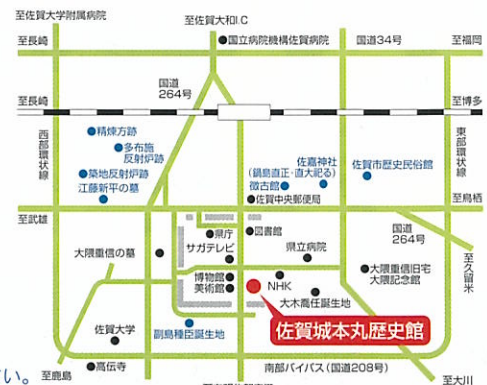 至佐賀大学附属病院
至佐賀大和I.C
至長崎
国立病院機構佐賀病院
国道34号
至福岡
国道
264号
至長崎
至博多
西部環状線
東部環状線
精煉方跡
多布施
反射炉跡
築地反射炉跡
江藤新平の墓
佐嘉神社
(鍋島直正・直大祀る)
徴古館
佐賀市歴史民俗館
佐賀中央郵便局
至鳥栖
至武雄
県庁
図書館
国道
264号
サガテレビ
県立病院
至久留米
大隈重信の墓
博物館
美術館
NHK
大隈重信旧宅
大隈記念館
大木喬任誕生地
佐賀城本丸歴史館
佐賀大学
副島種臣誕生地
高伝寺
南部バイパス(国道208号)
さい。
至鹿島
至大川